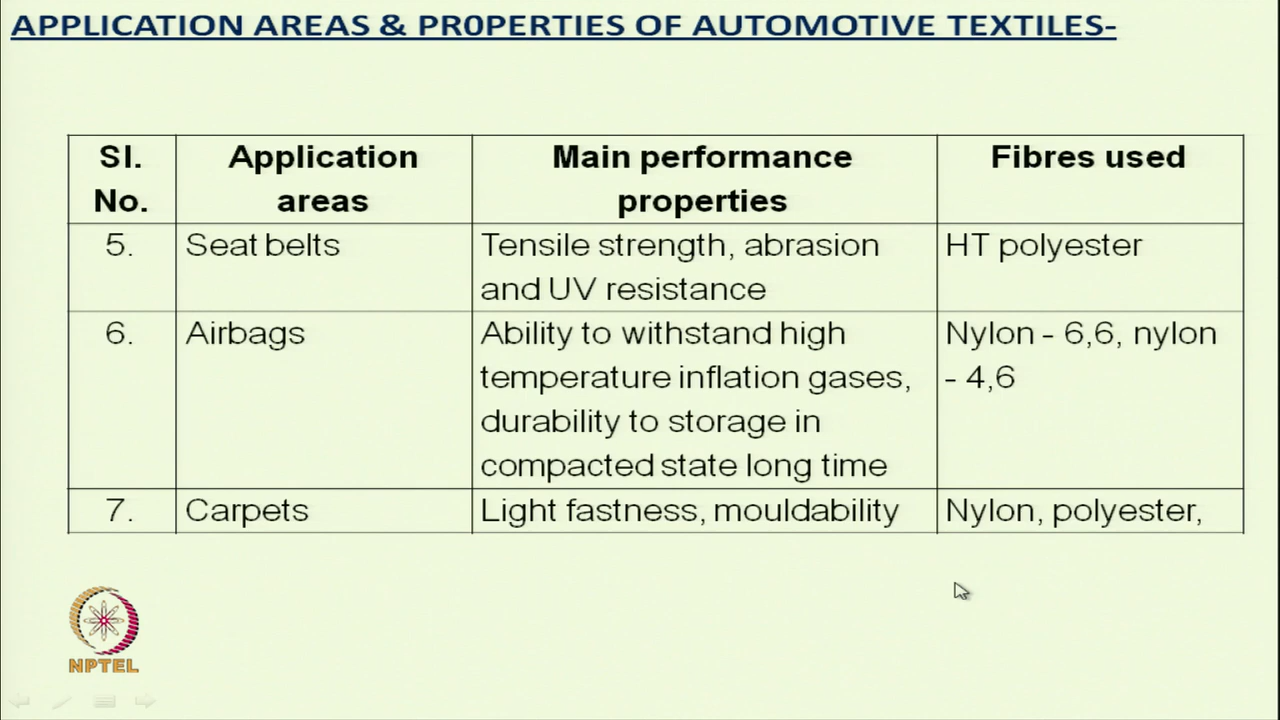 APPLICATION AREAS & PR0PERTIES OF AUTOMOTIVE TEXTILES-
Sl. No.
Application areas
Main performance properties
Fibres used
5.
Seat belts
Tensile strength, abrasion
and UV resistance
HT polyester
6.
Airbags
Ability to withstand high
temperature inflation gases,
durability to storage in
compacted state long time
Nylon - 6,6, nylon
- 4,6
7.
Carpets
Light fastness, mouldability
Nylon, polyester,
NPTEL